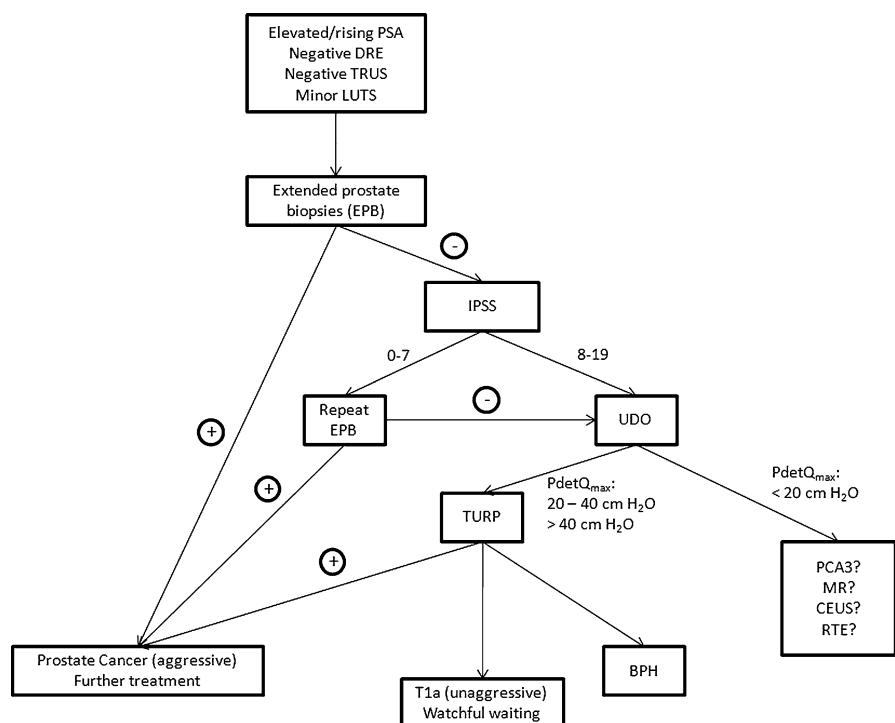 Elevated/rising PSA
Negative DRE
Negative TRUS
Minor LUTS
Extended prostate
biopsies (EPB)
-
IPSS
0-7
8-19
Repeat
EPB
-
UDO
+
+
PdetQmax:
20 – 40 cm H2O
> 40 cm H2O
PdetQmax:
< 20 cm H2O
TURP
+
PCA3?
MR?
CEUS?
RTE?
Prostate Cancer (aggressive)
Further treatment
T1a (unaggressive)
Watchful waiting
BPH